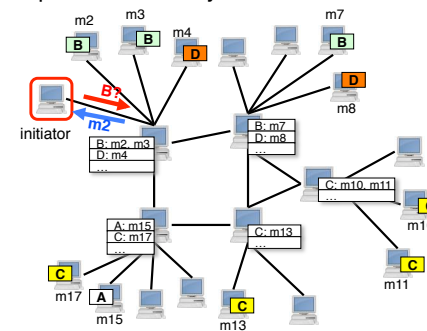 m2
m3
m4
m7
B
B
D
B
D
m8
B?
m2
initiator
B: m2, m3
D: m4
...
B: m7
D: m8
...
C: m10, m11
...
A: m15
C: m17
...
C: m13
...
C
m17
A
m15
C
m13
C
m11